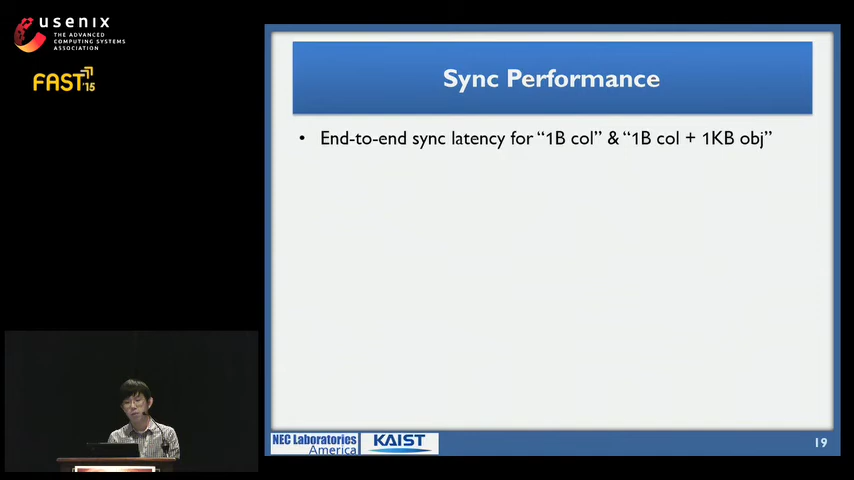 usenix
THE ADVANCED
COMPUTING SYSTEMS
ASSOCIATION
FAST '15
Sync Performance
• End-to-end sync latency for “1B col” & “1B col + 1KB obj”
NEC Laboratories
America
KAIST
19